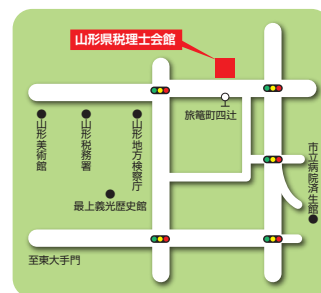 山形県税理士会館
旅篭町四辻
山形美術館
山形税務署
山形地方検察庁
市立病院済生館
最上義光歴史館
至東大手門